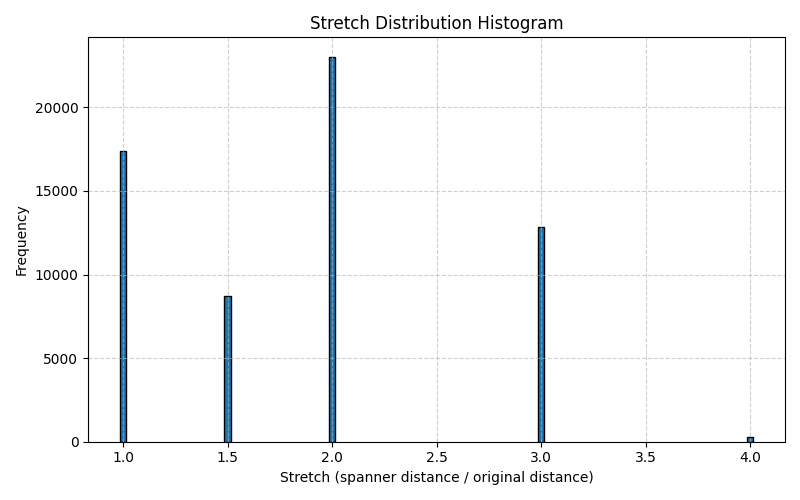 Stretch Distribution Histogram
Frequency
20000
15000
10000
5000
0
1.0 1.5 2.0 2.5 3.0 3.5 4.0
Stretch (spanner distance / original distance)